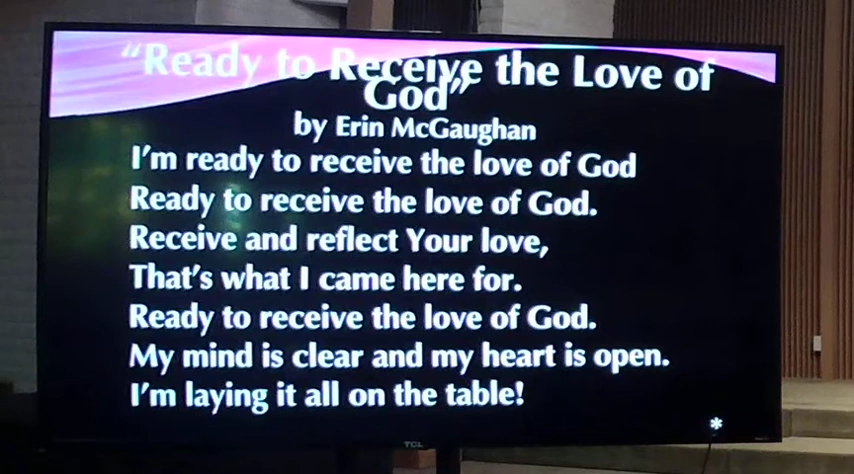 “Ready to Receive the Love of
God”
by Erin McGaughan
I’m ready to receive the love of God
Ready to receive the love of God.
Receive and reflect Your love,
That’s what I came here for.
Ready to receive the love of God.
My mind is clear and my heart is open.
I’m laying it all on the table!
*
TCL